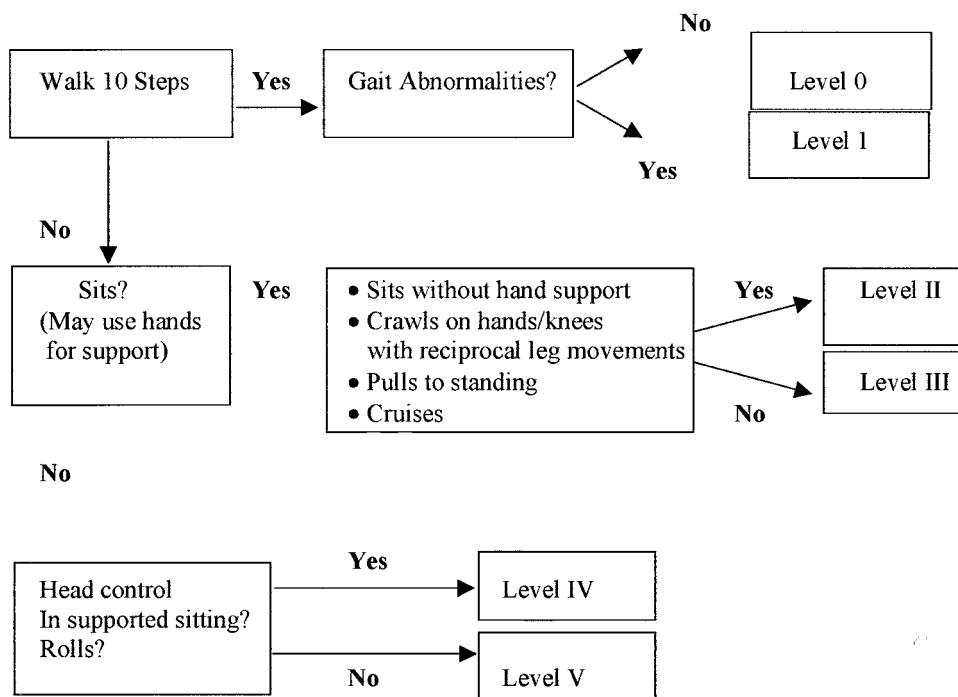 No
Walk 10 Steps
Yes
Gait Abnormalities?
Level 0
Level 1
Yes
No
Sits?
(May use hands
for support)
Yes
• Sits without hand support
• Crawls on hands/knees
with reciprocal leg movements
• Pulls to standing
• Cruises
Yes
Level II
No
Level III
No
Head control
In supported sitting?
Rolls?
Yes
Level IV
No
Level V